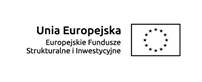 Unia Europejska
Europejskie Fundusze
Strukturalne i Inwestycyjne